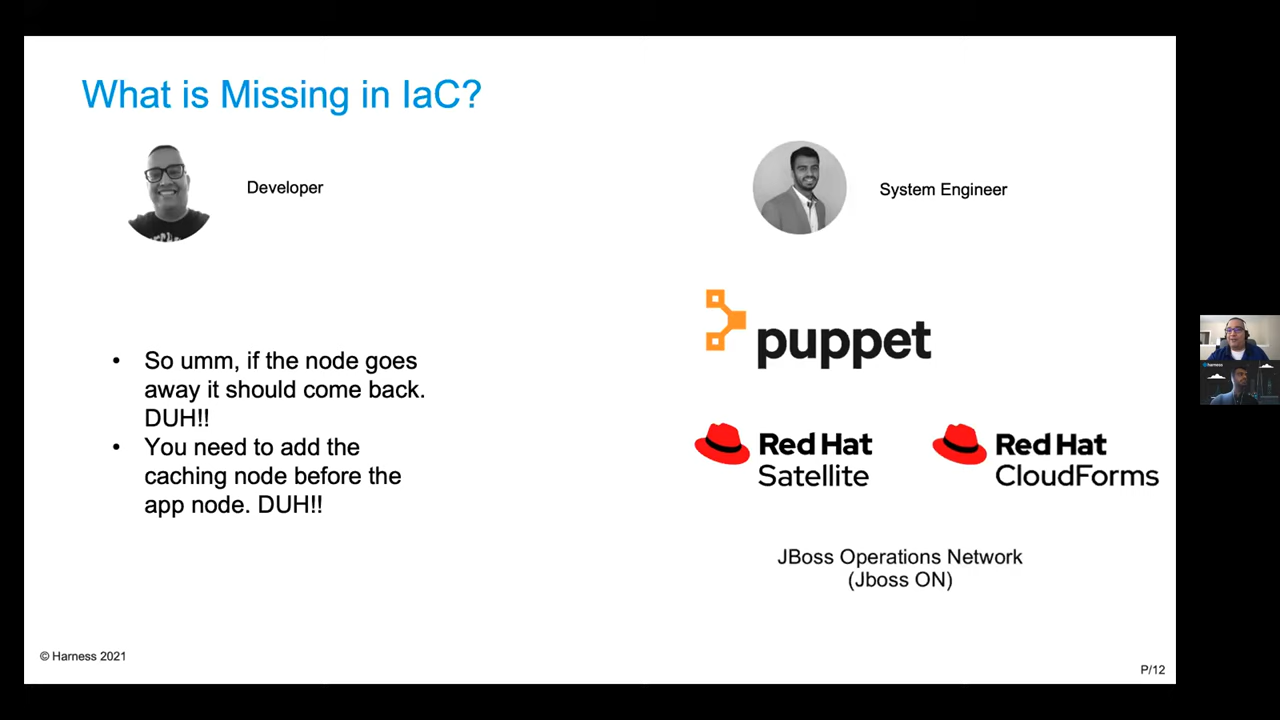 What is Missing in IaC?
Developer
System Engineer
• So umm, if the node goes
away it should come back.
DUH!!
• You need to add the
caching node before the
app node. DUH!!
puppet
Red Hat
Satellite
Red Hat
CloudForms
JBoss Operations Network
(Jboss ON)
© Harness 2021
P/12
harness